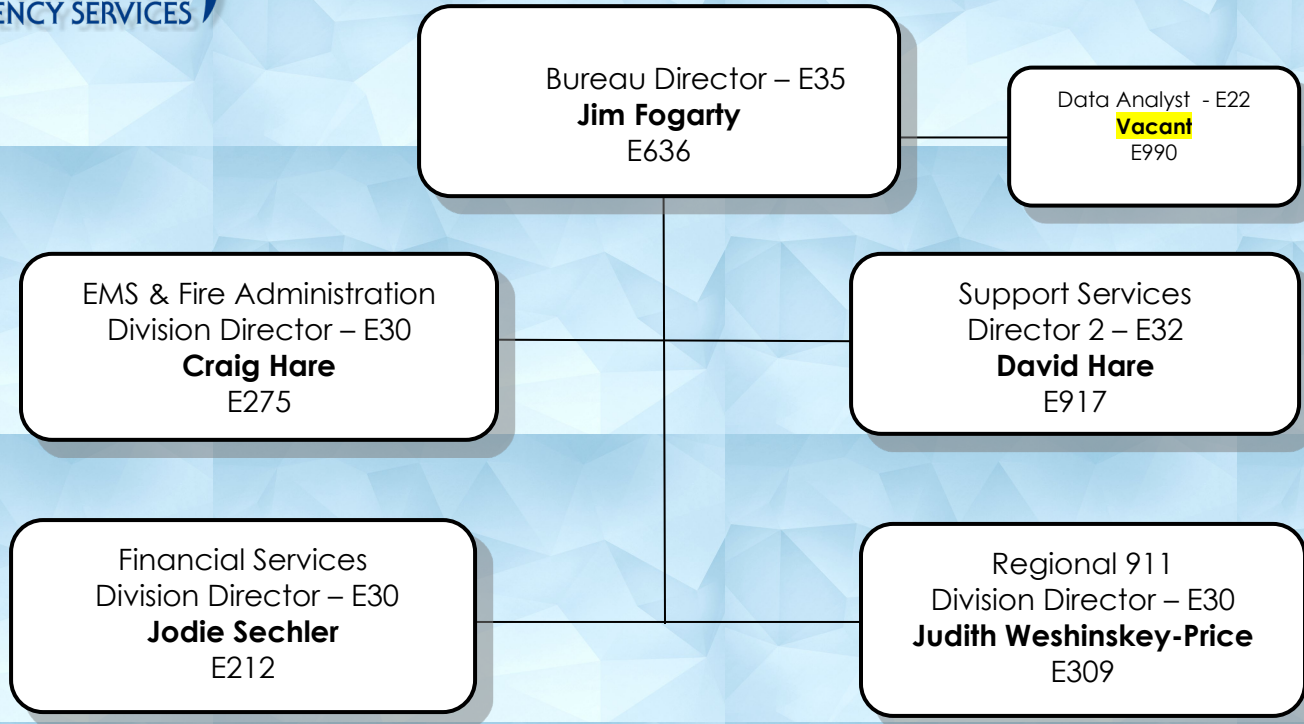 SERVICES
Bureau Director – E35
Jim Fogarty
E636
Data Analyst - E22
Vacant
E990
EMS & Fire Administration
Division Director – E30
Craig Hare
E275
Support Services
Director 2 – E32
David Hare
E917
Financial Services
Division Director – E30
Jodie Sechler
E212
Regional 911
Division Director – E30
Judith Weshinskey-Price
E309